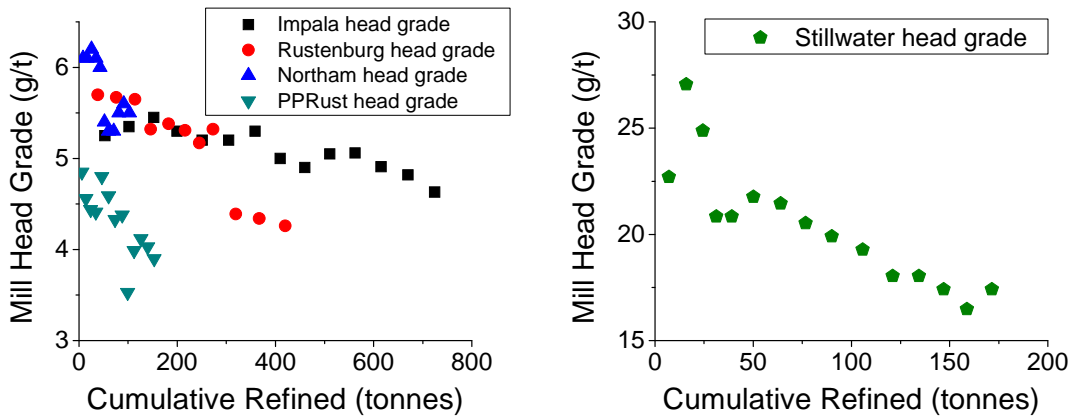 Impala head grade
Rustenburg head grade
Northam head grade
PPRust head grade
Mill Head Grade (g/t)
6
5
4
3
0 200 400 600 800
Cumulative Refined (tonnes)
Stillwater head grade
Mill Head Grade (g/t)
30
25
20
15
0 50 100 150 200
Cumulative Refined (tonnes)